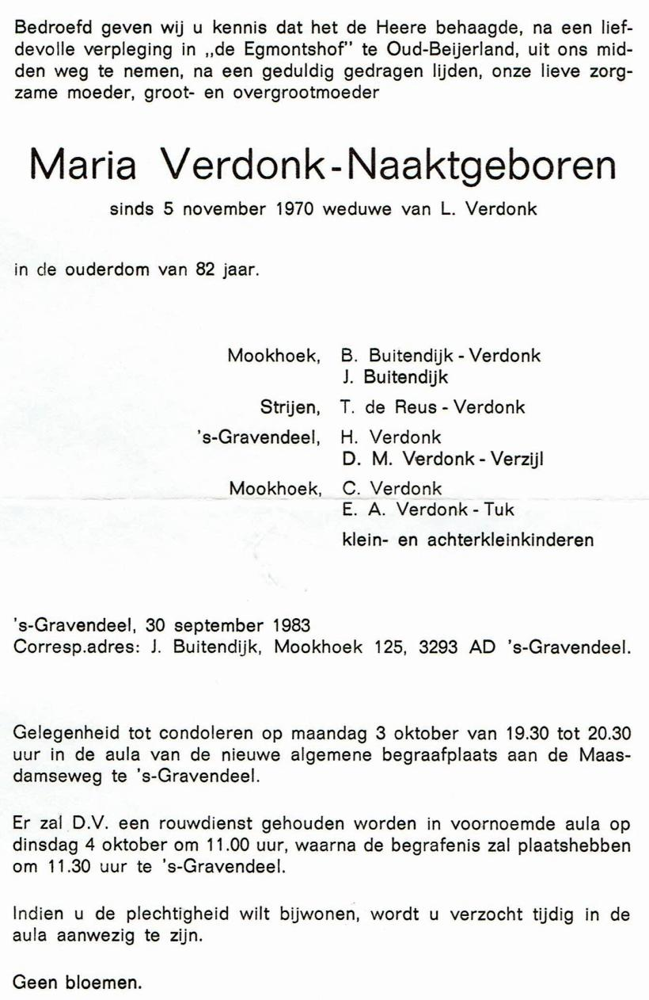 Bedroefd geven wij u kennis dat het de Heere behaagde, na een lief-
devolle verpleging in „de Egmontshof" te Oud-Beijerland, uit ons mid-
den weg te nemen, na een geduldig gedragen lijden, onze lieve zorg-
zame moeder, groot- en overgrootmoeder
Maria Verdonk-Naaktgeboren
sinds 5 november 1970 weduwe van L. Verdonk
in de ouderdom van 82 jaar.
Mookhoek, B. Buitendijk - Verdonk
J. Buitendijk
Strijen, T. de Reus - Verdonk
's-Gravendeel, H. Verdonk
D. M. Verdonk - Verzijl
Mookhoek, C. Verdonk
E. A. Verdonk - Tuk
klein- en achterkleinkinderen
's-Gravendeel, 30 september 1983
Corresp.adres: J. Buitendijk, Mookhoek 125, 3293 AD 's-Gravendeel.
Gelegenheid tot condoleren op maandag 3 oktober van 19.30 tot 20.30
uur in de aula van de nieuwe algemene begraafplaats aan de Maas-
damseweg te 's-Gravendeel.
Er zal D.V. een rouwdienst gehouden worden in voornoemde aula op
dinsdag 4 oktober om 11.00 uur, waarna de begrafenis zal plaatshebben
om 11.30 uur te 's-Gravendeel.
Indien u de plechtigheid wilt bijwonen, wordt u verzocht tijdig in de
aula aanwezig te zijn.
Geen bloemen.